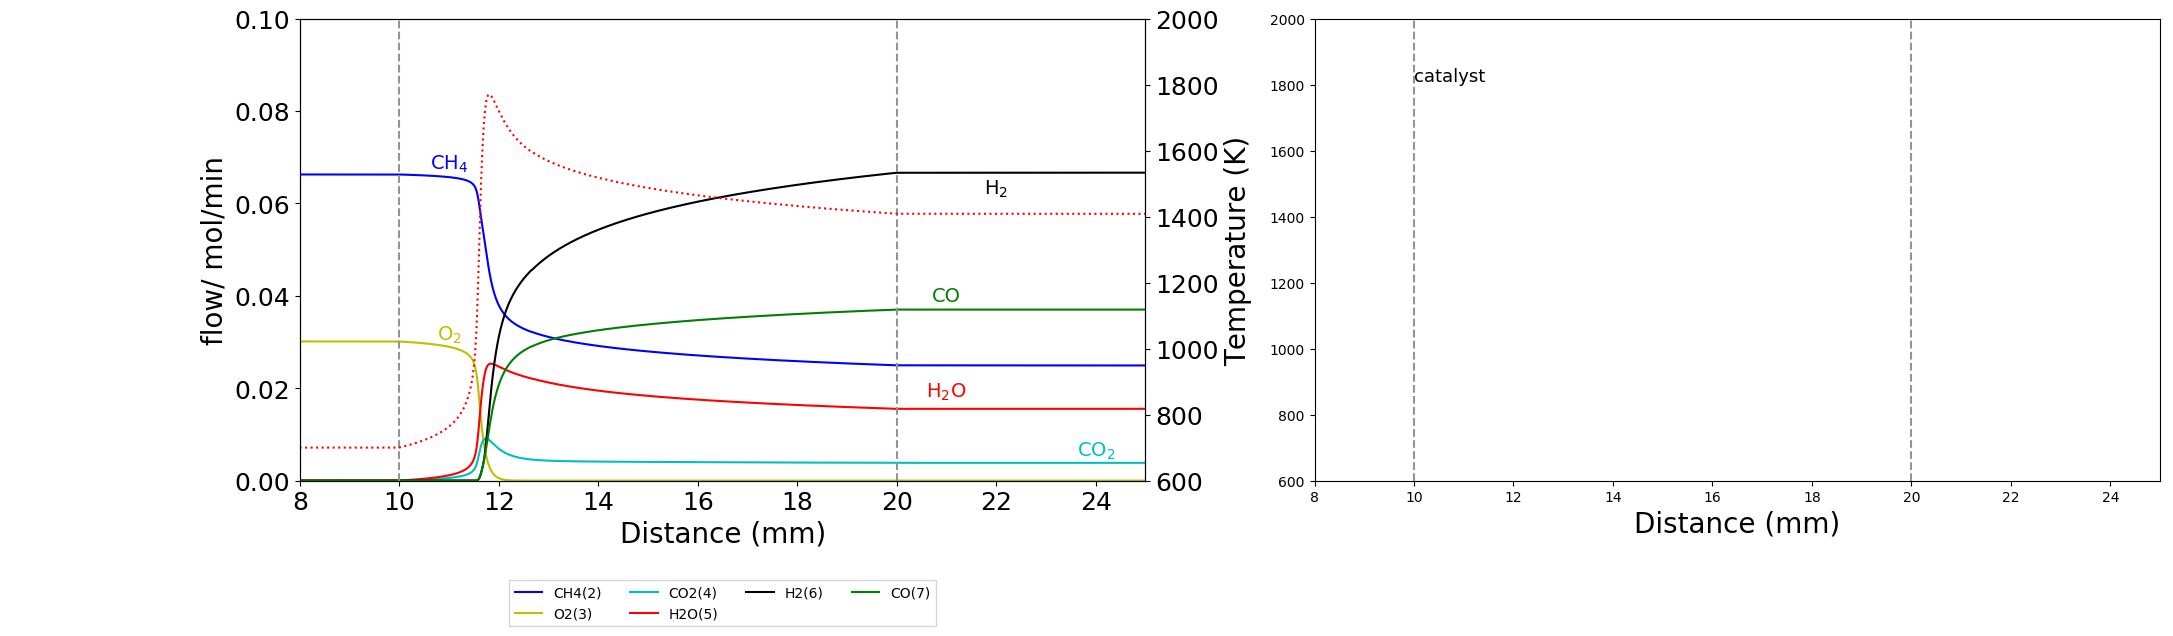 0.10
0.08
0.06
0.04
0.02
0.00
flow/ mol/min
CH₄
O₂
H₂
CO
H₂O
CO₂
8 10 12 14 16 18 20 22 24
Distance (mm)
2000
1800
1600
1400
1200
1000
800
600
Temperature (K)
CH4(2) CO2(4) H2(6) CO(7)
O2(3) H2O(5)
2000
1800
1600
1400
1200
1000
800
600
catalyst
8 10 12 14 16 18 20 22 24
Distance (mm)